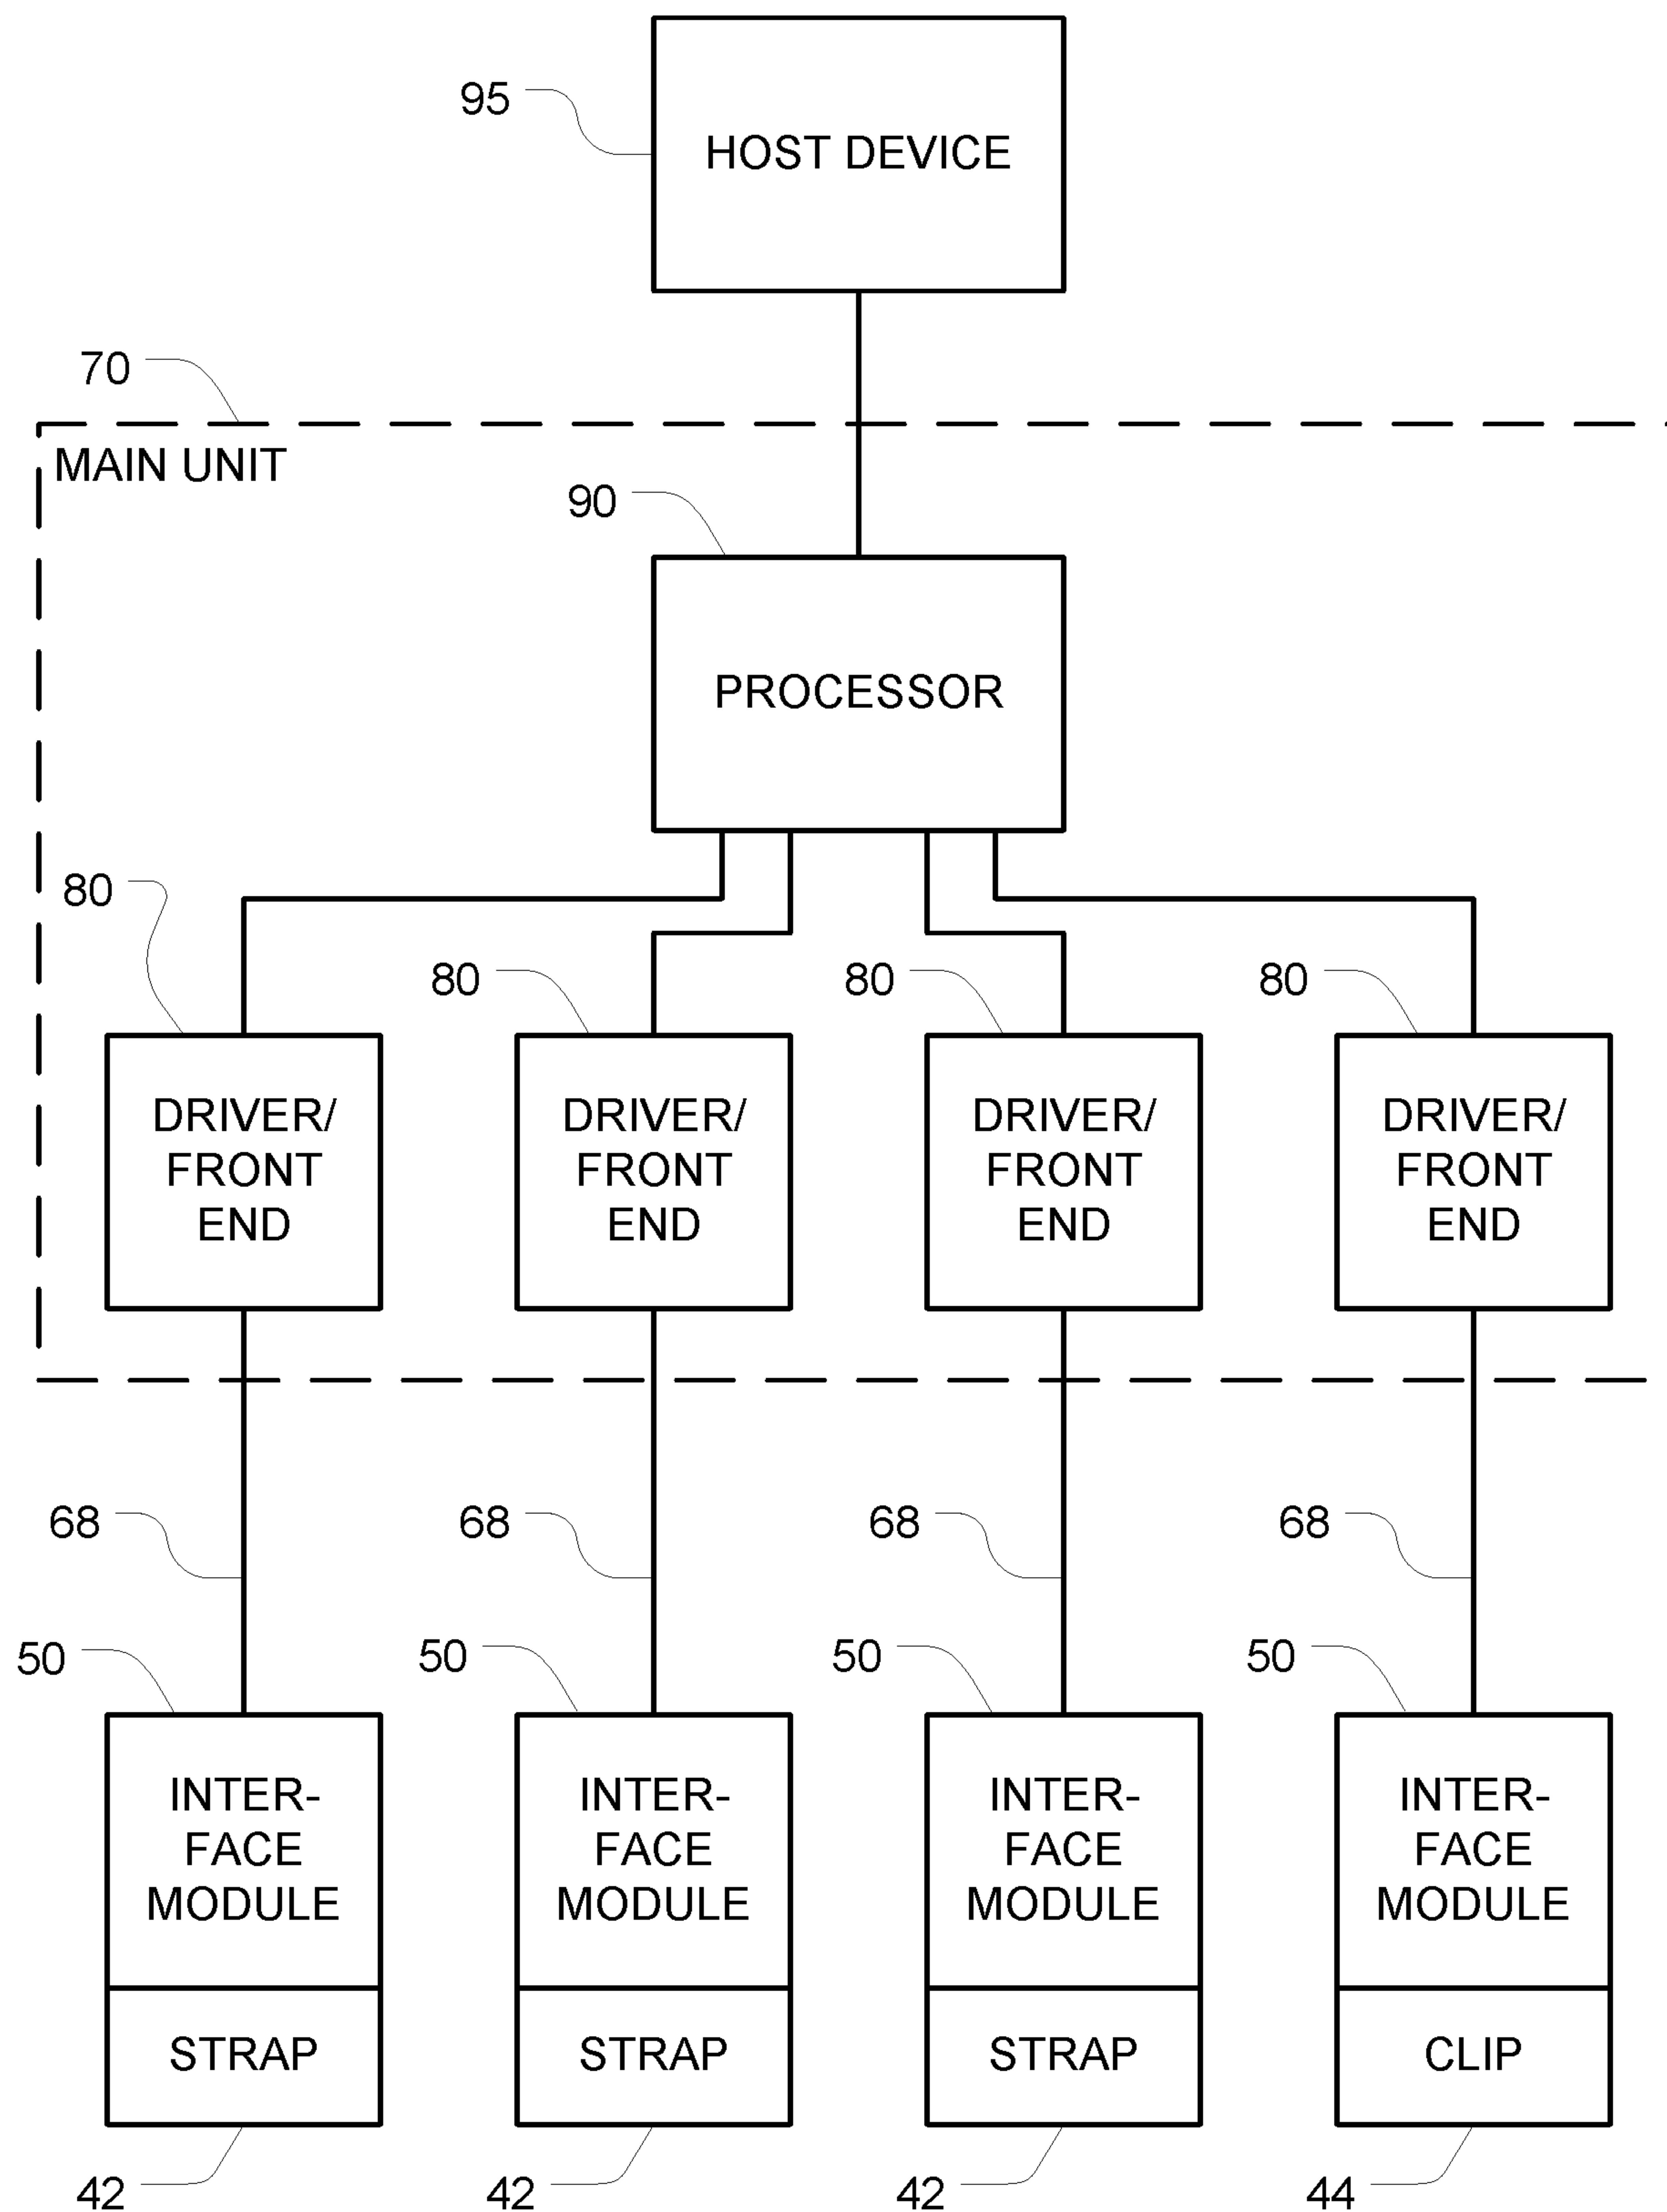 95
HOST DEVICE
70
MAIN UNIT
90
PROCESSOR
80
80
80
80
DRIVER/
FRONT
END
DRIVER/
FRONT
END
DRIVER/
FRONT
END
DRIVER/
FRONT
END
68
68
68
68
50
50
50
50
INTER-
FACE
MODULE
INTER-
FACE
MODULE
INTER-
FACE
MODULE
INTER-
FACE
MODULE
STRAP
STRAP
STRAP
CLIP
42
42
42
44